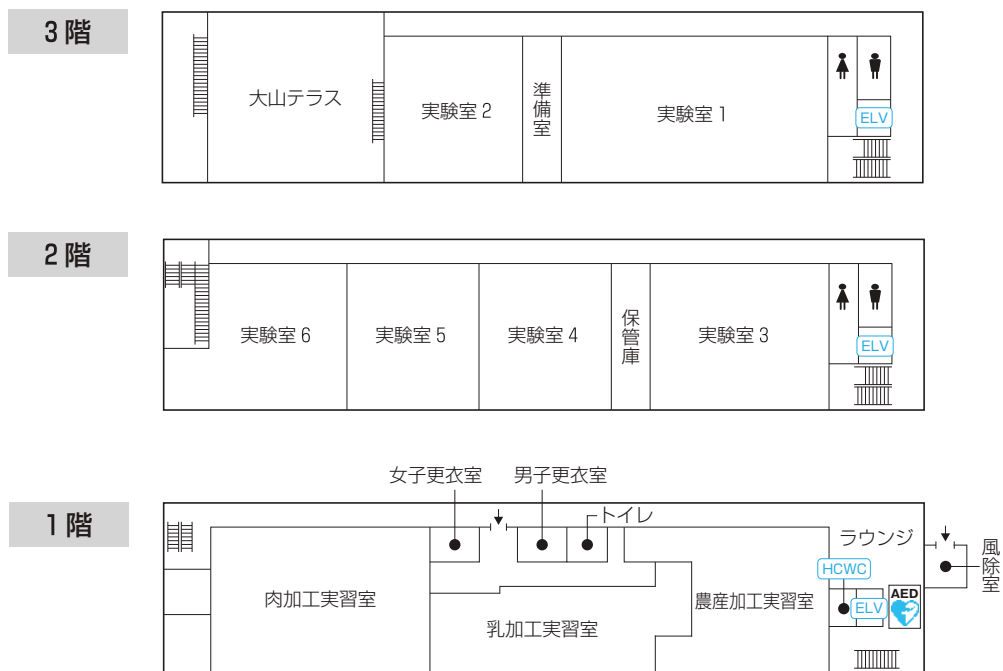 3階
大山テラス
実験室2
準備室
実験室1
ELV
2階
実験室6
実験室5
実験室4
保管庫
実験室3
ELV
女子更衣室
男子更衣室
1階
トイレ
ラウンジ
風除室
HCWC
肉加工実習室
農産加工実習室
ELV
AED
乳加工実習室